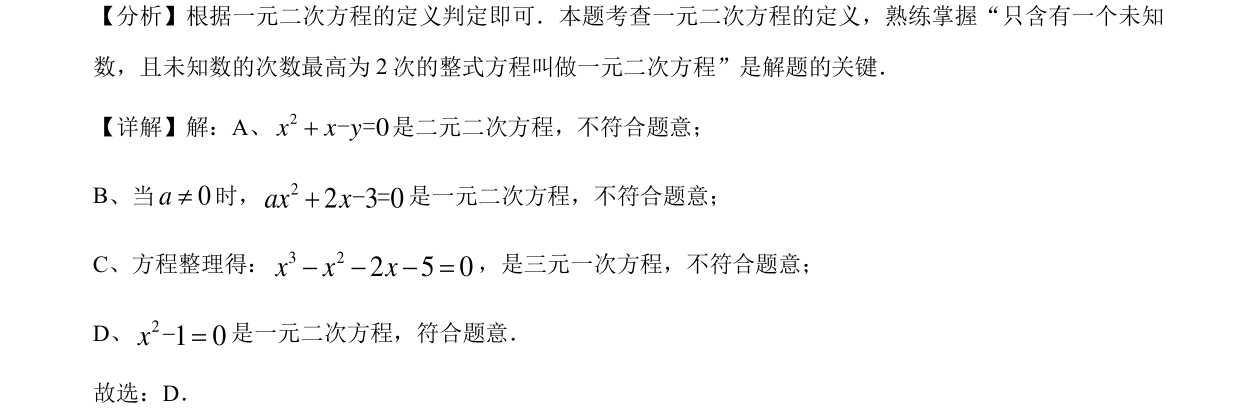 【分析】根据一元二次方程的定义判定即可．本题考查一元二次方程的定义，熟练掌握“只含有一个未知
数，且未知数的次数最高为 2 次的整式方程叫做一元二次方程”是解题的关键．
【详解】解：A、x²+x-y=0是二元二次方程，不符合题意；
B、当a≠0时，ax²+2x-3=0是一元二次方程，不符合题意；
C、方程整理得：x³-x²-2x-5=0，是三元一次方程，不符合题意；
D、x²-1=0是一元二次方程，符合题意．
故选：D．